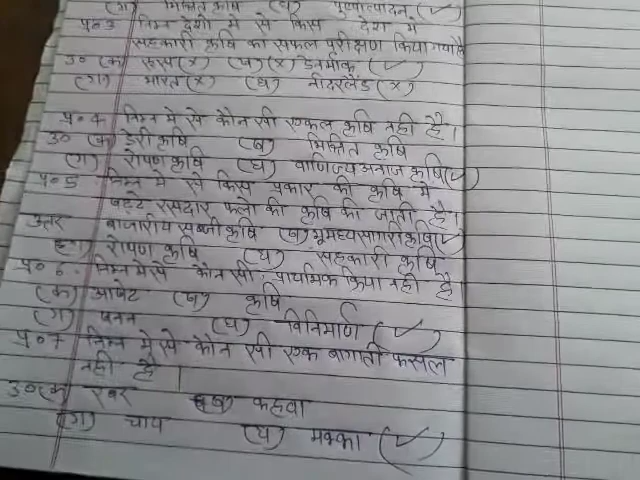 (ग) मिश्रित कृषि (घ) पुष्पोत्पादन (✓)
प्र०3 निम्न देशों में से किस देश में
सहकारी कृषि का सफल परीक्षण किया गया है
उ० (क) रूस (x) (ख) (x) डेनमार्क (✓)
(ग) भारत (x) (घ) नीदरलैंड (x)
प्र० 4 निम्न में से कौन सी एकल कृषि नही है।
उ० (क) डेरी कृषि (ख) मिश्रित कृषि
(ग) रोपण कृषि (घ) वाणिज्य अनाज कृषि (✓)
प्र० 5 निम्न में से किस प्रकार की कृषि में
खट्टे रसदार फलो की कृषि की जाती है।
उत्तर बाजारीय सब्जी कृषि (ख) भूमध्यसागरी कृषि (✓)
(ग) रोपण कृषि (घ) सहकारी कृषि
प्र० 6. निम्न मे से कौन सी प्राथमिक क्रिया नही है।
(क) आखेट (ख) कृषि
(ग) खनन (घ) विनिर्माण (✓)
प्र० 7 निम्न मे से कौन सी एक बागाती फसल
नही है।
उ० (क) रबर (ख) कहवा
(ग) चाय (घ) मक्का (✓)